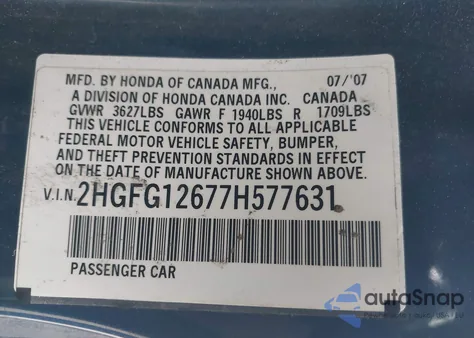 MFD. BY HONDA OF CANADA MFG., 07/'07
A DIVISION OF HONDA CANADA INC. CANADA
GVWR 3627LBS GAWR F 1940LBS R 1709LBS
THIS VEHICLE CONFORMS TO ALL APPLICABLE
FEDERAL MOTOR VEHICLE SAFETY, BUMPER,
AND THEFT PREVENTION STANDARDS IN EFFECT
ON THE DATE OF MANUFACTURE SHOWN ABOVE.
V.I.N.2HGFG12677H577631
PASSENGER CAR
autoSnap